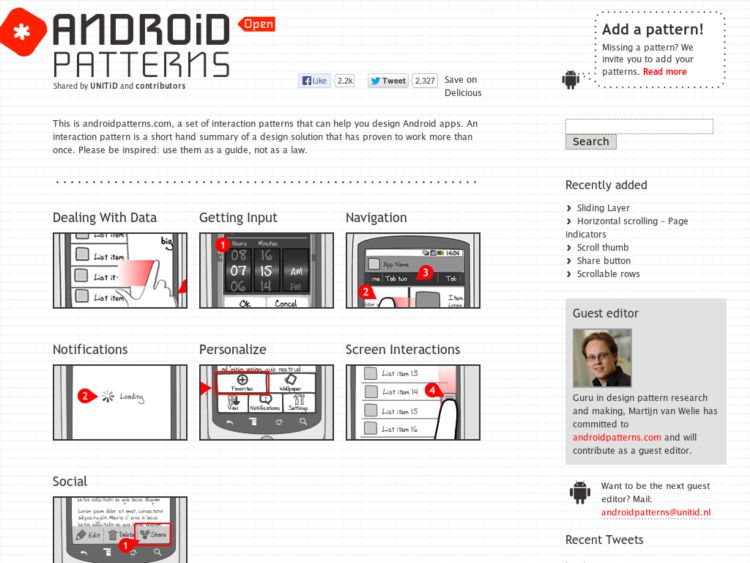 ANDROiD
Open
PATTERNS
Shared by UNITiD and contributors
Like 2.2k Tweet 2,327 Save on
Delicious
This is androidpatterns.com, a set of interaction patterns that can help you design Android apps. An
interaction pattern is a short hand summary of a design solution that has proven to work more than
once. Please be inspired: use them as a guide, not as a law.
Dealing With Data
big
List item
List item
List it
List item
Getting Input
1
Hours Minutes
08 16
07 15 AM
06 14 PM
Ok Cancel
Navigation
14:04
App Name
one Tab two 3 Tab
2
Item
Notifications
2 Loading
Personalize
Favorites Wallpaper
View Notifications Settings
Screen Interactions
List item 13
List item 14
4
List item 15
List item 16
Social
Edit Delete Share
1
Add a pattern!
Missing a pattern? We
invite you to add your
patterns. Read more
Search
Recently added
Sliding Layer
Horizontal scrolling – Page
indicators
Scroll thumb
Share button
Scrollable rows
Guest editor
Guru in design pattern research
and making, Martijn van Welie has
committed to
androidpatterns.com and will
contribute as a guest editor.
Want to be the next guest
editor? Mail:
androidpatterns@unitid.nl
Recent Tweets